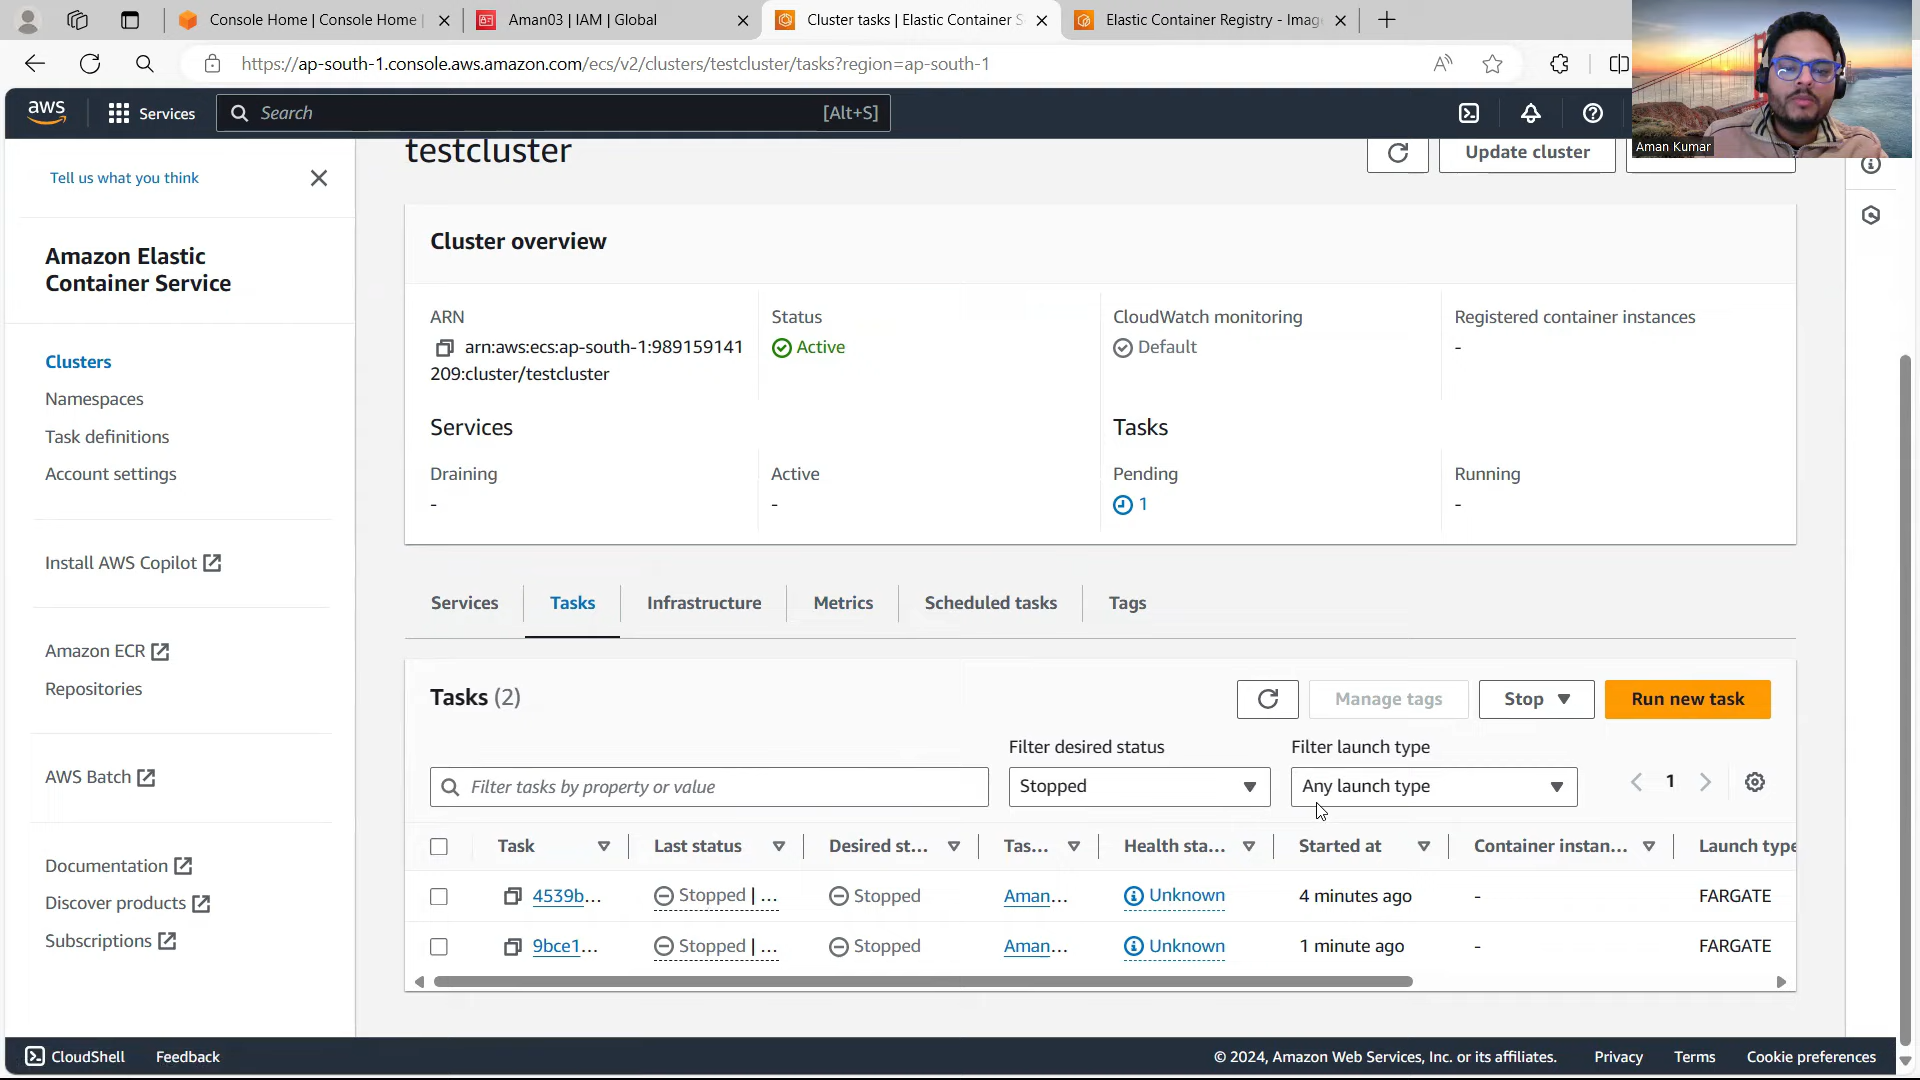 Console Home | Console Home |
Aman03 | IAM | Global
Cluster tasks | Elastic Container S
Elastic Container Registry - Imag
https://ap-south-1.console.aws.amazon.com/ecs/v2/clusters/testcluster/tasks?region=ap-south-1
aws
Services
Search
[Alt+S]
Aman Kumar
Tell us what you think
testcluster
Update cluster
Amazon Elastic
Container Service
Clusters
Namespaces
Task definitions
Account settings
Install AWS Copilot
Amazon ECR
Repositories
AWS Batch
Documentation
Discover products
Subscriptions
Cluster overview
ARN
arn:aws:ecs:ap-south-1:989159141
209:cluster/testcluster
Status
Active
CloudWatch monitoring
Default
Registered container instances
-
Services
Tasks
Draining
-
Active
-
Pending
1
Running
-
Services
Tasks
Infrastructure
Metrics
Scheduled tasks
Tags
Tasks (2)
Manage tags
Stop
Run new task
Filter desired status
Filter launch type
Filter tasks by property or value
Stopped
Any launch type
1
Task
Last status
Desired st...
Tas...
Health sta...
Started at
Container instan...
Launch type
4539b...
Stopped | ...
Stopped
Aman...
Unknown
4 minutes ago
-
FARGATE
9bce1...
Stopped | ...
Stopped
Aman...
Unknown
1 minute ago
-
FARGATE
CloudShell
Feedback
© 2024, Amazon Web Services, Inc. or its affiliates.
Privacy
Terms
Cookie preferences